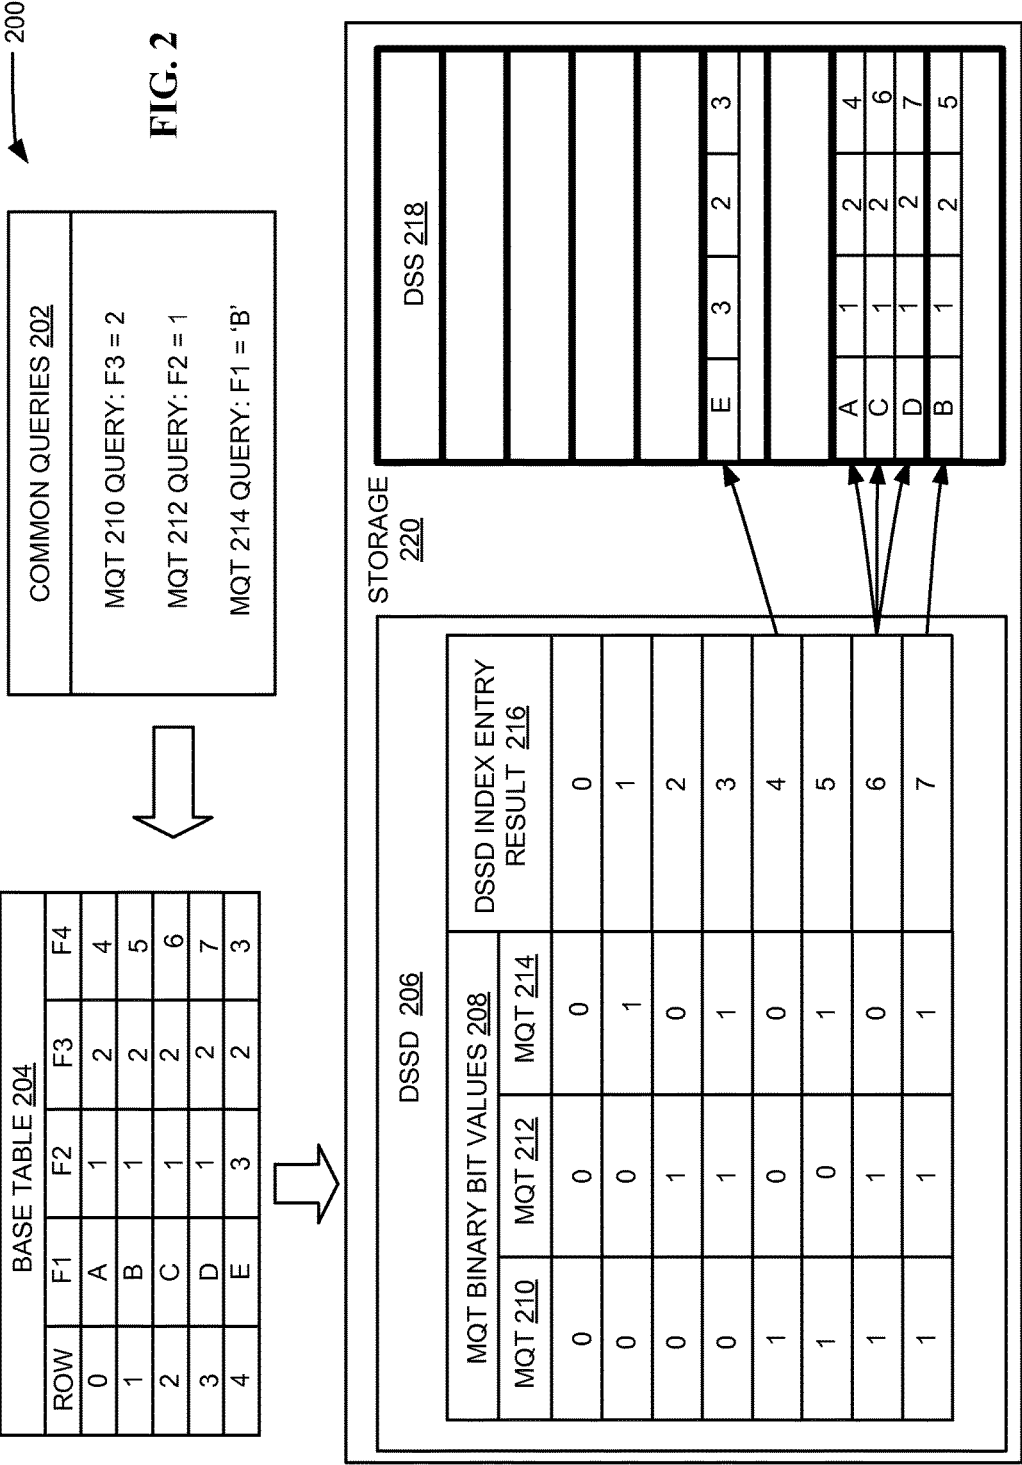 200
FIG. 2
BASE TABLE 204
ROW F1 F2 F3 F4
0 A 1 2 4
1 B 1 2 5
2 C 1 2 6
3 D 1 2 7
4 E 3 2 3
COMMON QUERIES 202
MQT 210 QUERY: F3 = 2
MQT 212 QUERY: F2 = 1
MQT 214 QUERY: F1 = ‘B’
STORAGE
220
DSSD 206
MQT BINARY BIT VALUES 208
DSSD INDEX ENTRY
RESULT 216
MQT 210 MQT 212 MQT 214
0 0 0 0
0 0 1 1
0 1 0 2
0 1 1 3
1 0 0 4
1 0 1 5
1 1 0 6
1 1 1 7
DSS 218
E 3 2 3
A 1 2 4
C 1 2 6
D 1 2 7
B 1 2 5